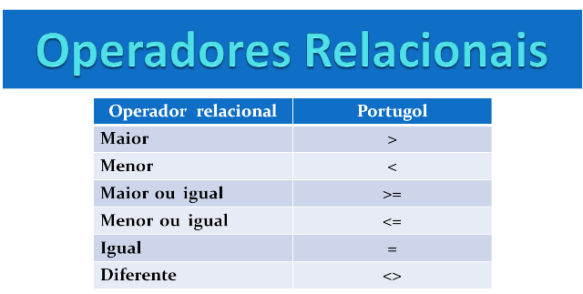 Operadores Relacionais
Operador relacional Portugol
Maior >
Menor <
Maior ou igual >=
Menor ou igual <=
Igual =
Diferente <>